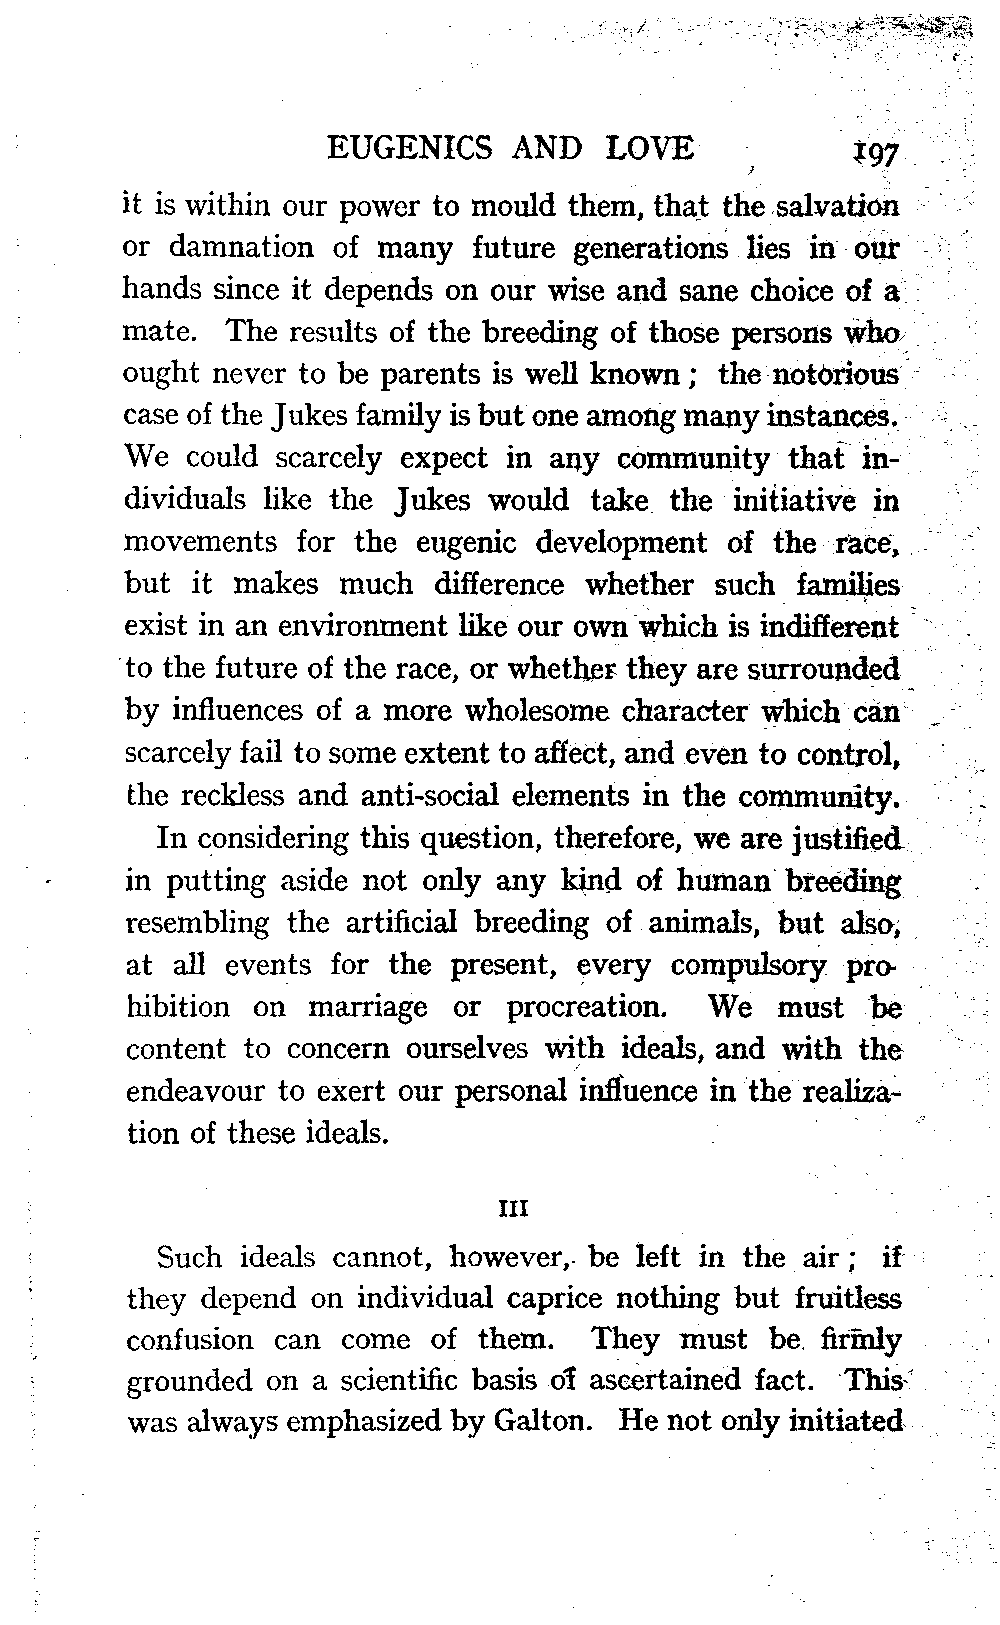 EUGENICS AND LOVE 197
it is within our power to mould them, that the salvation
or damnation of many future generations lies in our
hands since it depends on our wise and sane choice of a
mate. The results of the breeding of those persons who
ought never to be parents is well known ; the notorious
case of the Jukes family is but one among many instances.
We could scarcely expect in any community that in-
dividuals like the Jukes would take the initiative in
movements for the eugenic development of the race,
but it makes much difference whether such families
exist in an environment like our own which is indifferent
to the future of the race, or whether they are surrounded
by influences of a more wholesome character which can
scarcely fail to some extent to affect, and even to control,
the reckless and anti-social elements in the community.
In considering this question, therefore, we are justified
in putting aside not only any kind of human breeding
resembling the artificial breeding of animals, but also,
at all events for the present, every compulsory pro-
hibition on marriage or procreation. We must be
content to concern ourselves with ideals, and with the
endeavour to exert our personal influence in the realiza-
tion of these ideals.
III
Such ideals cannot, however, be left in the air ; if
they depend on individual caprice nothing but fruitless
confusion can come of them. They must be firmly
grounded on a scientific basis of ascertained fact. This
was always emphasized by Galton. He not only initiated